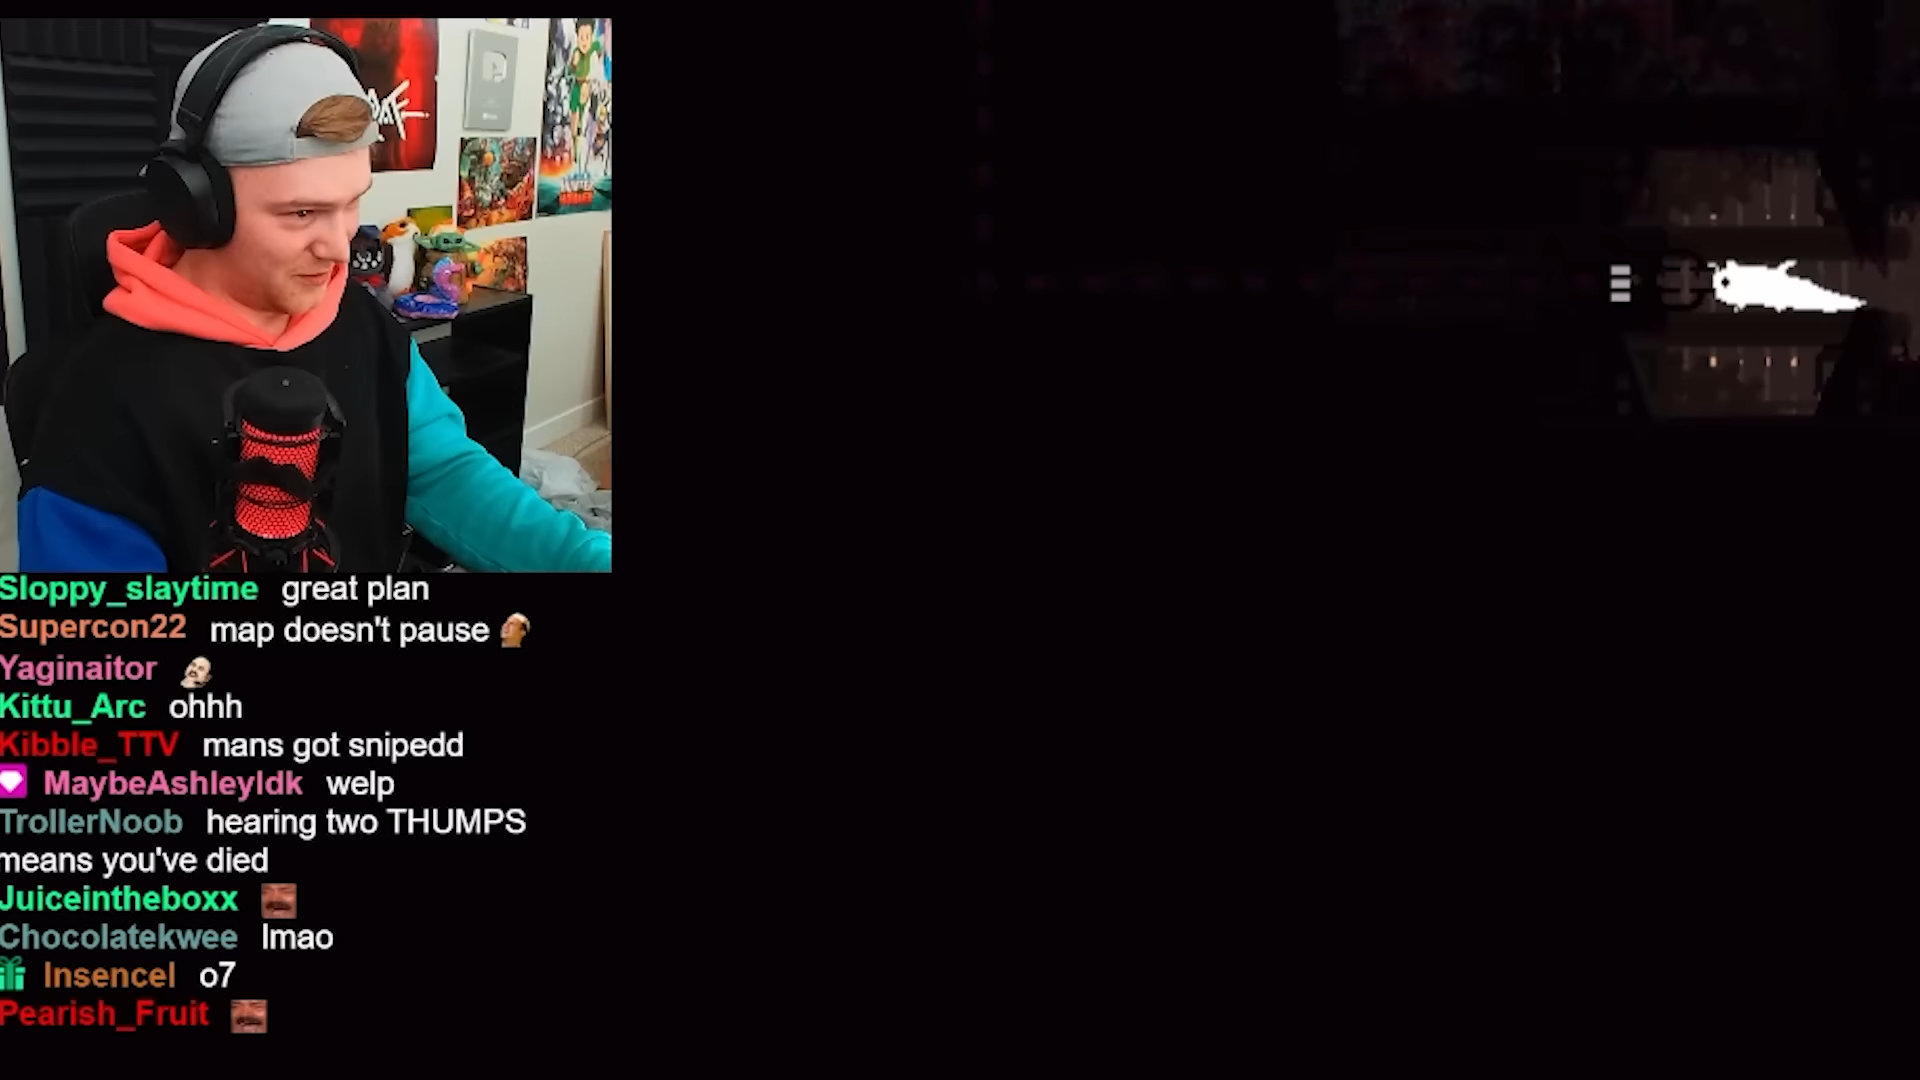 Sloppy_slaytime great plan
Supercon22 map doesn't pause
Yaginaitor
Kittu_Arc ohhh
Kibble_TTV mans got snipedd
MaybeAshleyIdk welp
TrollerNoob hearing two THUMPS
means you've died
Juiceintheboxx
Chocolatekwee lmao
Insencel o7
Pearish_Fruit